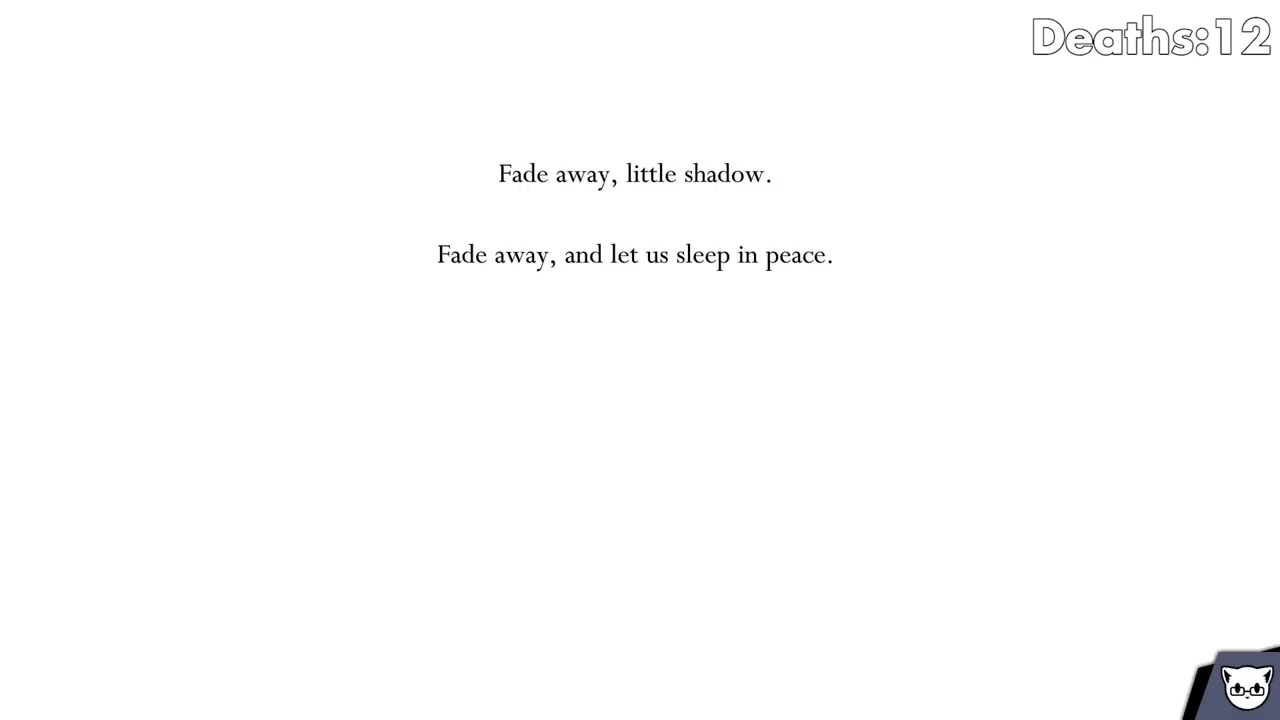 Deaths:12
Fade away, little shadow.
Fade away, and let us sleep in peace.